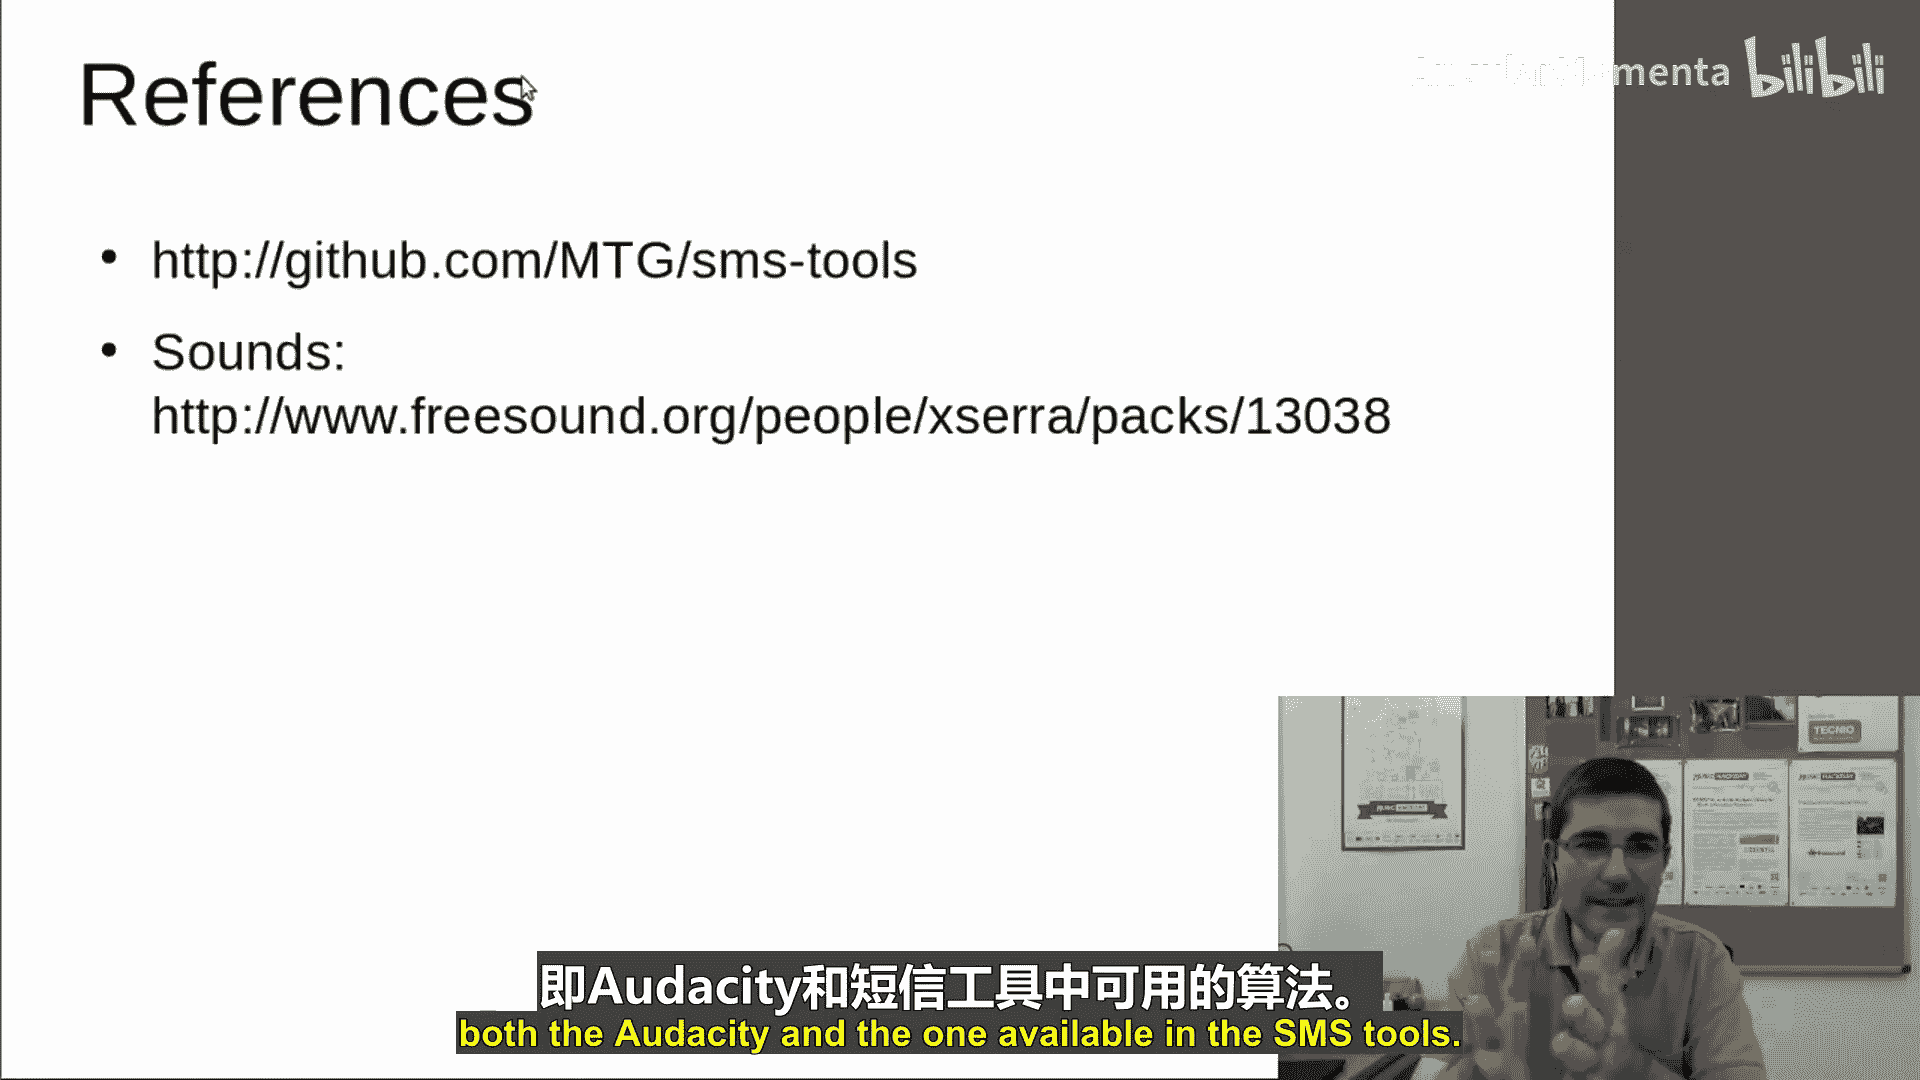 References
menta bilibili
• http://github.com/MTG/sms-tools
• Sounds:
http://www.freesound.org/people/xserra/packs/13038
TECNIO
即Audacity和短信工具中可用的算法。
both the Audacity and the one available in the SMS tools.